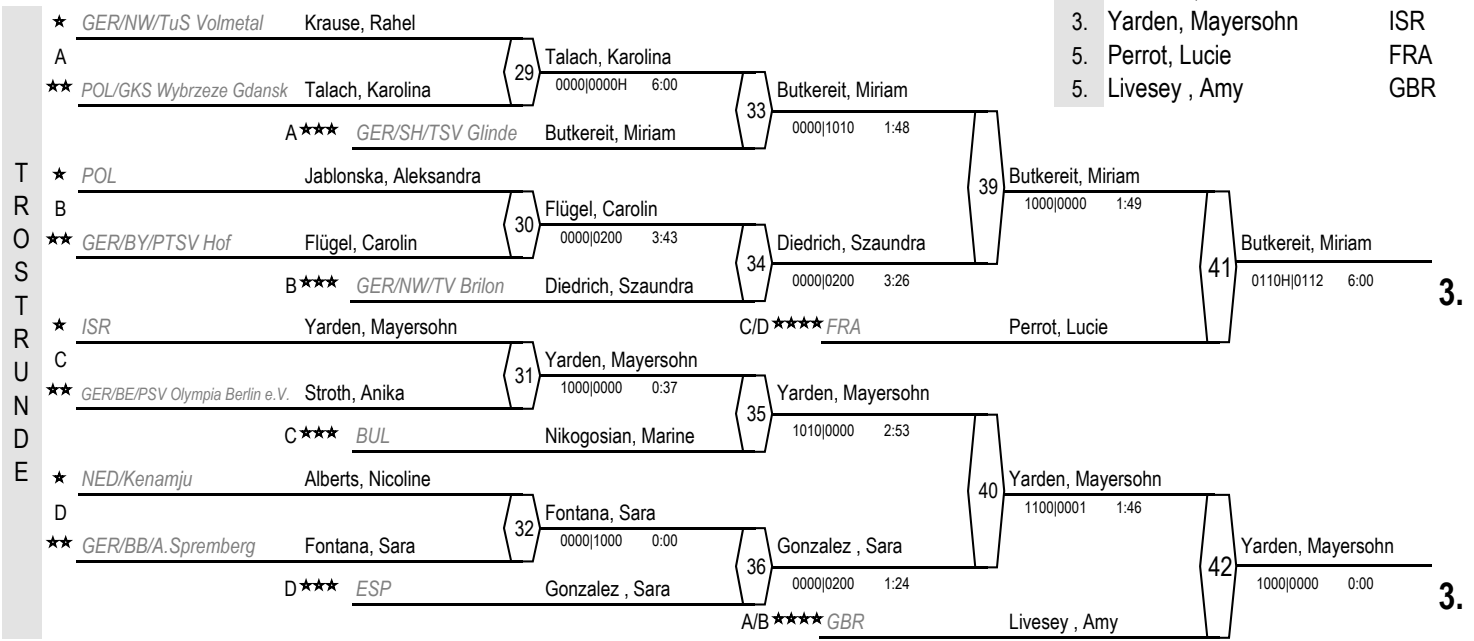 3. Yarden, Mayersohn ISR
5. Perrot, Lucie FRA
5. Livesey , Amy GBR
TROSTRUNDE
GER/NW/TuS Volmetal Krause, Rahel
A
29
Talach, Karolina
0000|0000H 6:00
POL/GKS Wybrzeze Gdansk Talach, Karolina
33
Butkereit, Miriam
0000|1010 1:48
A GER/SH/TSV Glinde Butkereit, Miriam
39
Butkereit, Miriam
1000|0000 1:49
POL Jablonska, Aleksandra
B
30
Flügel, Carolin
0000|0200 3:43
GER/BY/PTSV Hof Flügel, Carolin
34
Diedrich, Szaundra
0000|0200 3:26
B GER/NW/TV Brilon Diedrich, Szaundra
41
Butkereit, Miriam
0110H|0112 6:00
3.
C/D FRA Perrot, Lucie
ISR Yarden, Mayersohn
C
31
Yarden, Mayersohn
1000|0000 0:37
GER/BE/PSV Olympia Berlin e.V. Stroth, Anika
35
Yarden, Mayersohn
1010|0000 2:53
C BUL Nikogosian, Marine
40
Yarden, Mayersohn
1100|0001 1:46
NED/Kenamju Alberts, Nicoline
D
32
Fontana, Sara
0000|1000 0:00
GER/BB/A.Spremberg Fontana, Sara
36
Gonzalez , Sara
0000|0200 1:24
D ESP Gonzalez , Sara
42
Yarden, Mayersohn
1000|0000 0:00
3.
A/B GBR Livesey , Amy